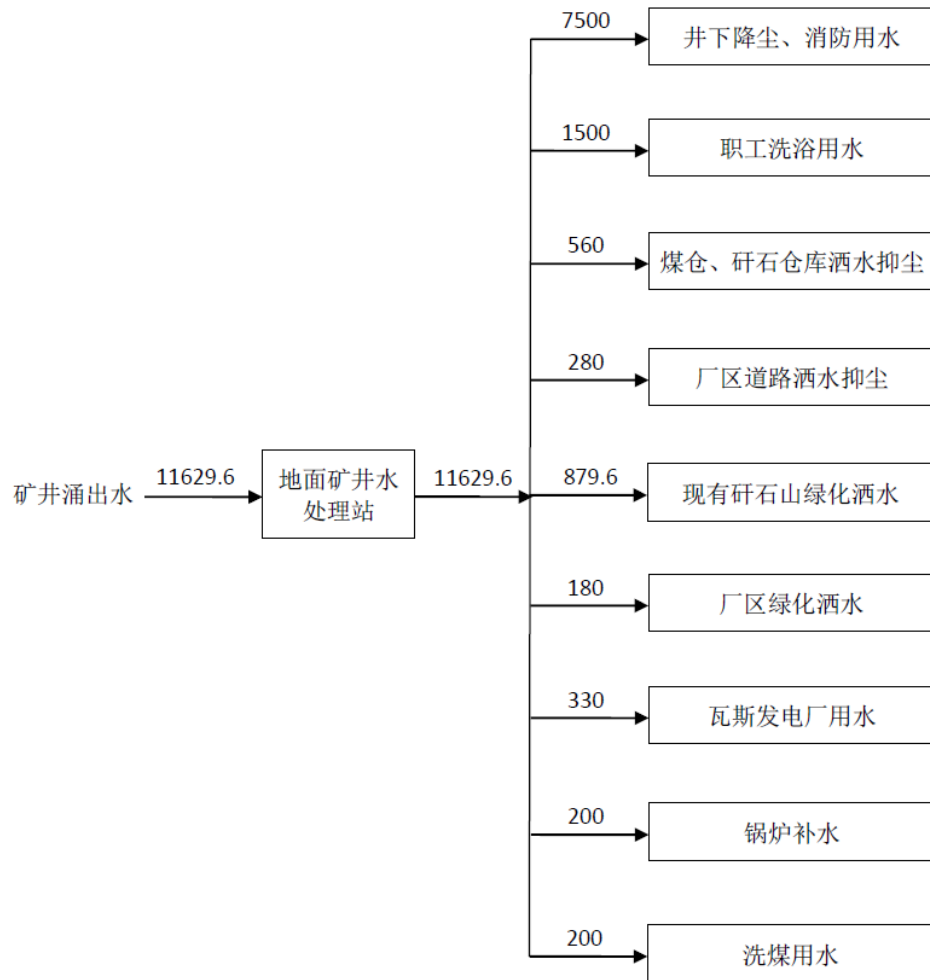 7500
井下降尘、消防用水
1500
职工洗浴用水
560
煤仓、矸石仓库洒水抑尘
280
厂区道路洒水抑尘
矿井涌出水
11629.6
地面矿井水
处理站
11629.6
879.6
现有矸石山绿化洒水
180
厂区绿化洒水
330
瓦斯发电厂用水
200
锅炉补水
200
洗煤用水